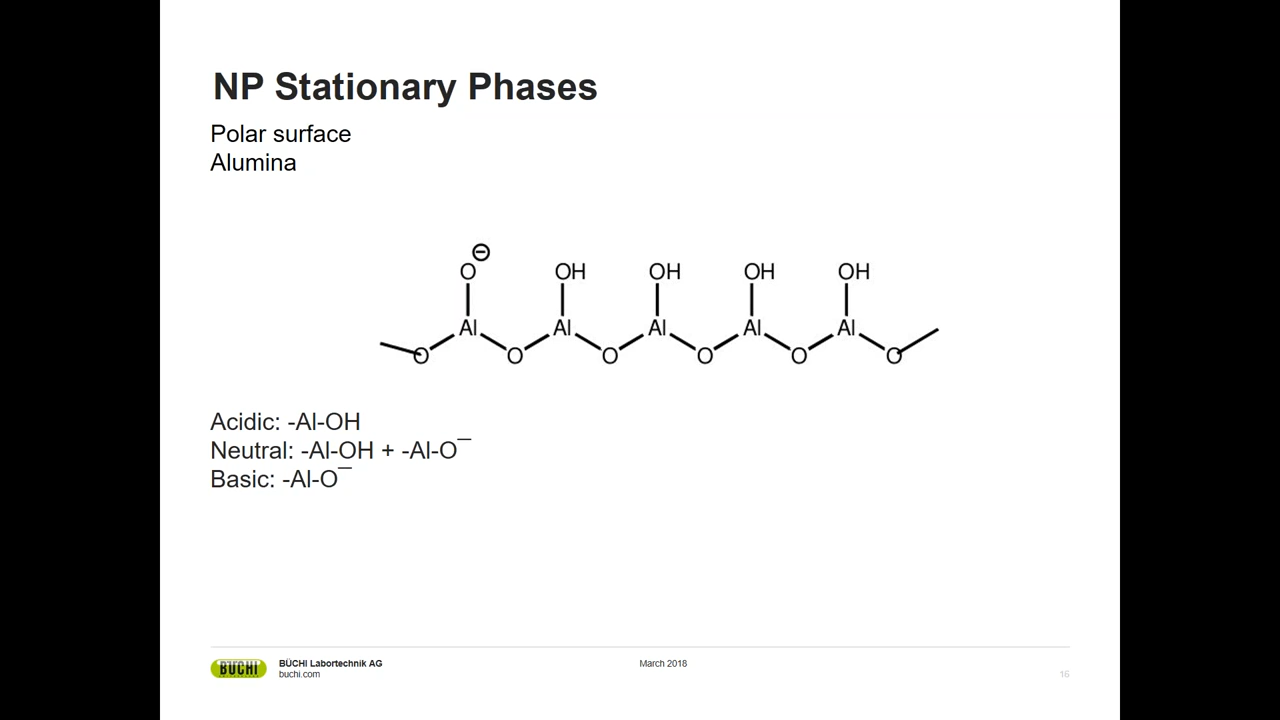 NP Stationary Phases
Polar surface
Alumina
⊖
O OH OH OH OH
Al Al Al Al Al
O O O O O O
Acidic: -Al-OH
Neutral: -Al-OH + -Al-O¯
Basic: -Al-O¯
BUCHI
BÜCHI Labortechnik AG
buchi.com
March 2018
16